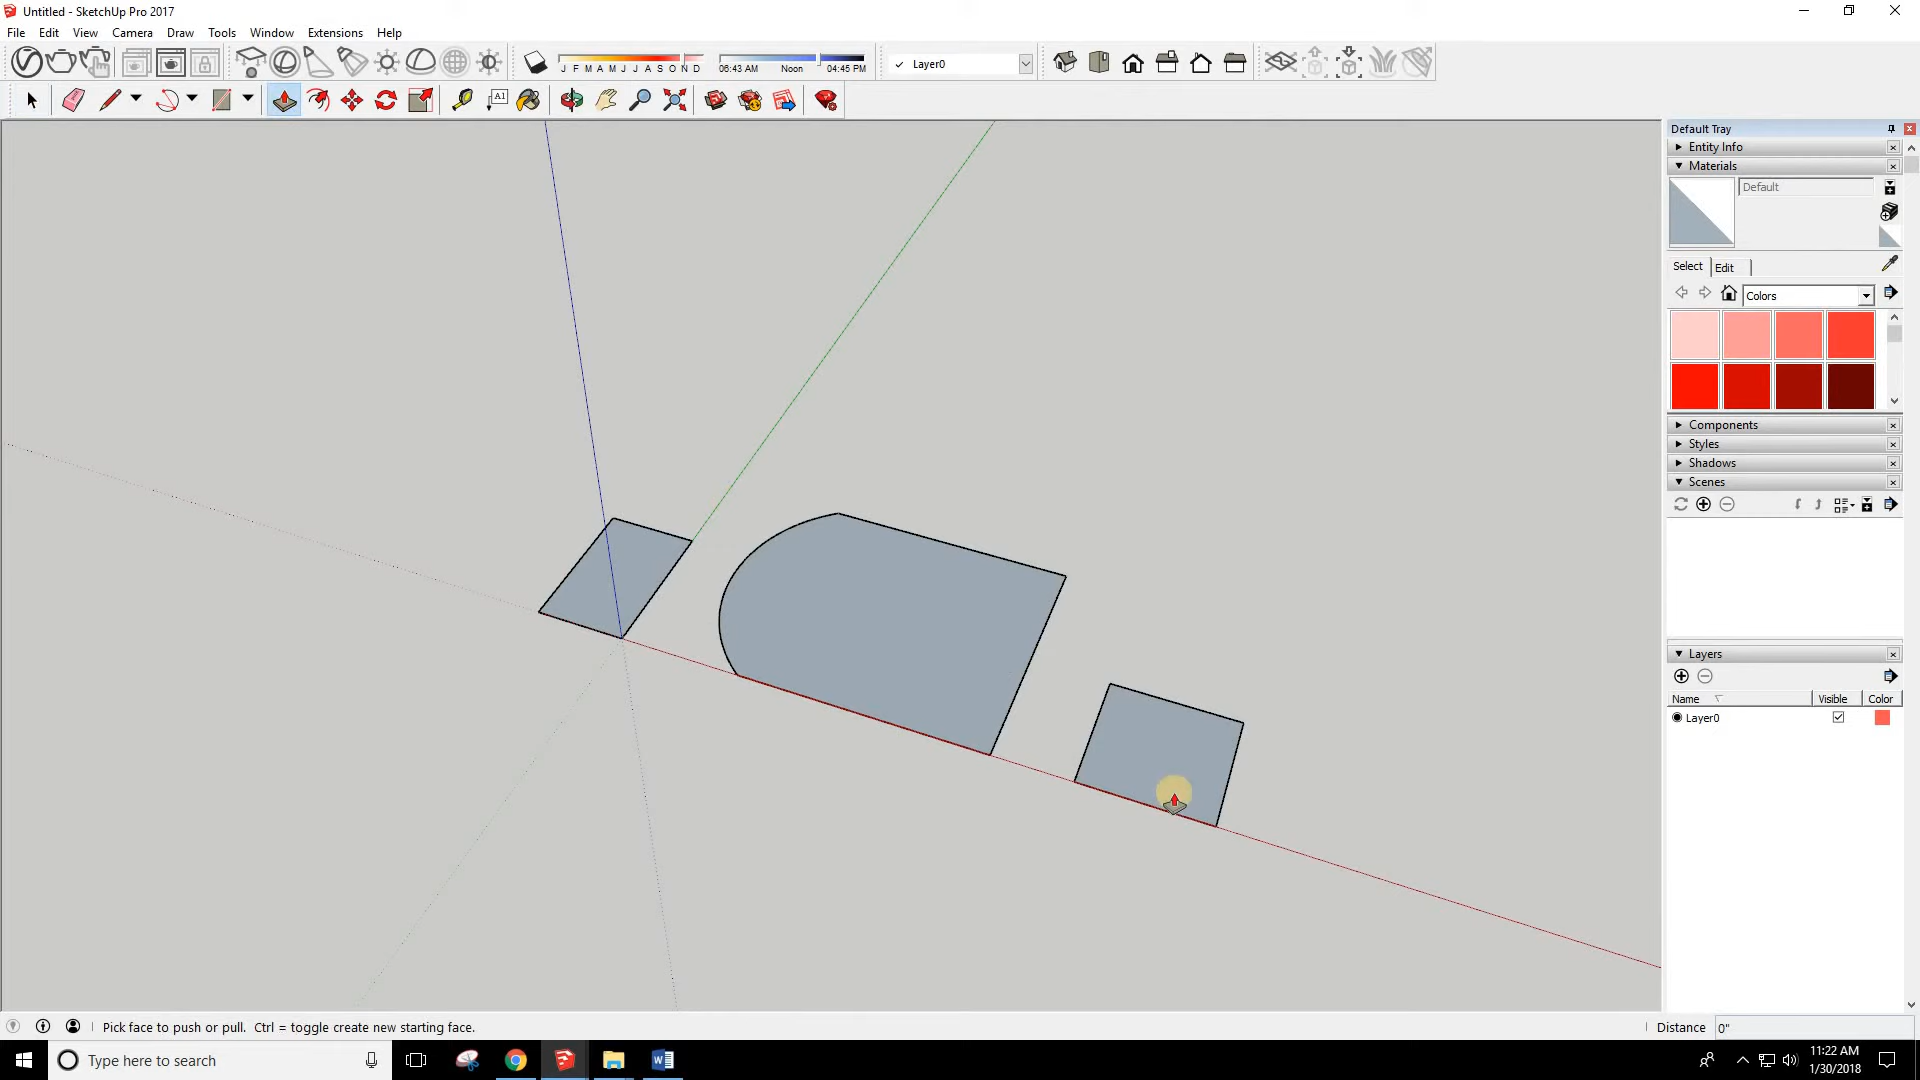 Untitled - SketchUp Pro 2017
File Edit View Camera Draw Tools Window Extensions Help
J F M A M J J A S O N D
06:43 AM Noon 04:45 PM
Layer0
A1
Default Tray
Entity Info
Materials
Default
Select Edit
Colors
Components
Styles
Shadows
Scenes
Layers
Name Visible Color
Layer0
Pick face to push or pull. Ctrl = toggle create new starting face.
Distance 0"
Type here to search
11:22 AM
1/30/2018